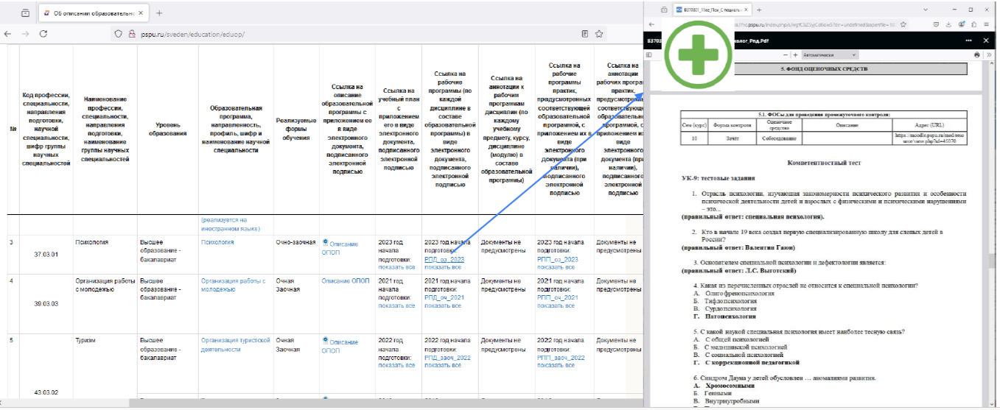 Об описании образовательно
pspu.ru/sveden/education/eduop/
№
Код профессии,
специальности,
направления
подготовки,
научной
специальности,
шифр группы
научных
специальностей
Наименование
профессии,
специальности,
направления
подготовки,
наименование
группы научных
специальностей
Уровень
образования
Образовательная
программа,
направленность,
профиль, шифр и
наименование научной
специальности
Реализуемые
формы
обучения
Ссылка на
описание
образовательной
программы с
приложением ее
в виде
электронного
документа,
подписанного
электронной
подписью
Ссылка на
учебный план
с
приложением
его в виде
электронного
документа,
подписанного
электронной
подписью
Ссылка на
рабочие
программы (по
каждой
дисциплине в
составе
образовательной
программы) в
виде
электронного
документа,
подписанного
электронной
подписью
Ссылка на
аннотации к
рабочим
программам
дисциплин (по
каждому
учебному
предмету, курсу,
дисциплине
(модулю) в
составе
образовательной
программы)
Ссылка на
рабочие
программы
практик,
предусмотренных
соответствующей
образовательной
программой, с
приложением их в
виде
электронного
документа (при
наличии),
подписанного
электронной
подписью
Ссылка на
аннотации
рабочих програм
практик,
электронного
документа (при
наличии),
подписанного
электронной
подписью
(реализуется на
иностранном языке)
3
37.03.01
Психология
Высшее
образование -
бакалавриат
Психология
Очно-заочная
Описание
ОПОП
2023 год
начала
подготовки:
показать все
2023 год начала
подготовки:
РПД_оз_2023
показать все
Документы не
предусмотрены
2023 год начала
подготовки:
РПП_оз_2023
показать все
Документы не
предусмотрены
4
39.03.03
Организация работы
с молодежью
Высшее
образование -
бакалавриат
Организация работы с
молодежью
Очная
Заочная
Описание ОПОП
2021 год
начала
подготовки:
показать все
2021 год начала
подготовки:
РПД_оч_2021
показать все
Документы не
предусмотрены
2021 год начала
подготовки:
РПП_оч_2021
показать все
Документы не
предусмотрены
5
43.03.02
Туризм
Высшее
образование -
бакалавриат
Организация туристской
деятельности
Очная
Заочная
Описание
ОПОП
2022 год
начала
подготовки:
показать все
2022 год начала
подготовки:
РПД_заоч_2022
показать все
Документы не
предусмотрены
2022 год начала
подготовки:
РПП_заоч_2022
показать все
Документы не
предусмотрены
Автоматически
5. ФОНД ОЦЕНОЧНЫХ СРЕДСТВ
5.1. ФОСы для проведения промежуточного контроля:
Сем (курс) Форма контроля Оценочное средство Описание Адрес (URL)
10 Зачёт Собеседование https://moodle.pspu.ru/mod/reso
urce/view.php?id=45070
Компетентностный тест
УК-9: тестовые задания
1. Отрасль психологии, изучающая закономерности психического развития и особенности
психической деятельности детей и взрослых с физическими и психическими нарушениями
– это...
(правильный ответ: специальная психология).
2. Кто в начале 19 века создал первую специализированную школу для слепых детей в
России?
(правильный ответ: Валентин Гаюи)
3. Основателем специальной психологии и дефектологии является:
(правильный ответ: Л.С. Выготский)
4. Какая из перечисленных отраслей не относится к специальной психологии?
А. Олигофренопсихология
Б. Тифлопсихология
В. Сурдопсихология
Г. Патопсихология
5. С какой наукой специальная психология имеет наиболее тесную связь?
А. С общей психологией
Б. С медицинской психологией
В. С социальной психологией
Г. С коррекционной педагогикой
6. Синдром Дауна у детей обусловлен … аномалиями развития.
А. Хромосомными
Б. Генными
В. Внутриутробными